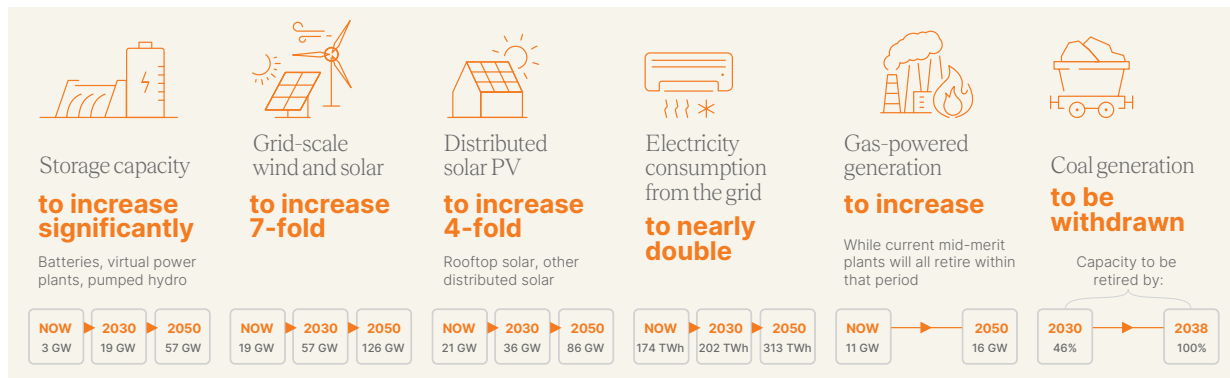 Storage capacity
to increase
significantly
Batteries, virtual power
plants, pumped hydro
NOW
3 GW
2030
19 GW
2050
57 GW
Grid-scale
wind and solar
to increase
7-fold
NOW
19 GW
2030
57 GW
2050
126 GW
Distributed
solar PV
to increase
4-fold
Rooftop solar, other
distributed solar
NOW
21 GW
2030
36 GW
2050
86 GW
Electricity
consumption
from the grid
to nearly
double
NOW
174 TWh
2030
202 TWh
2050
313 TWh
Gas-powered
generation
to increase
While current mid-merit
plants will all retire within
that period
NOW
11 GW
2050
16 GW
Coal generation
to be
withdrawn
Capacity to be
retired by:
2030
46%
2038
100%